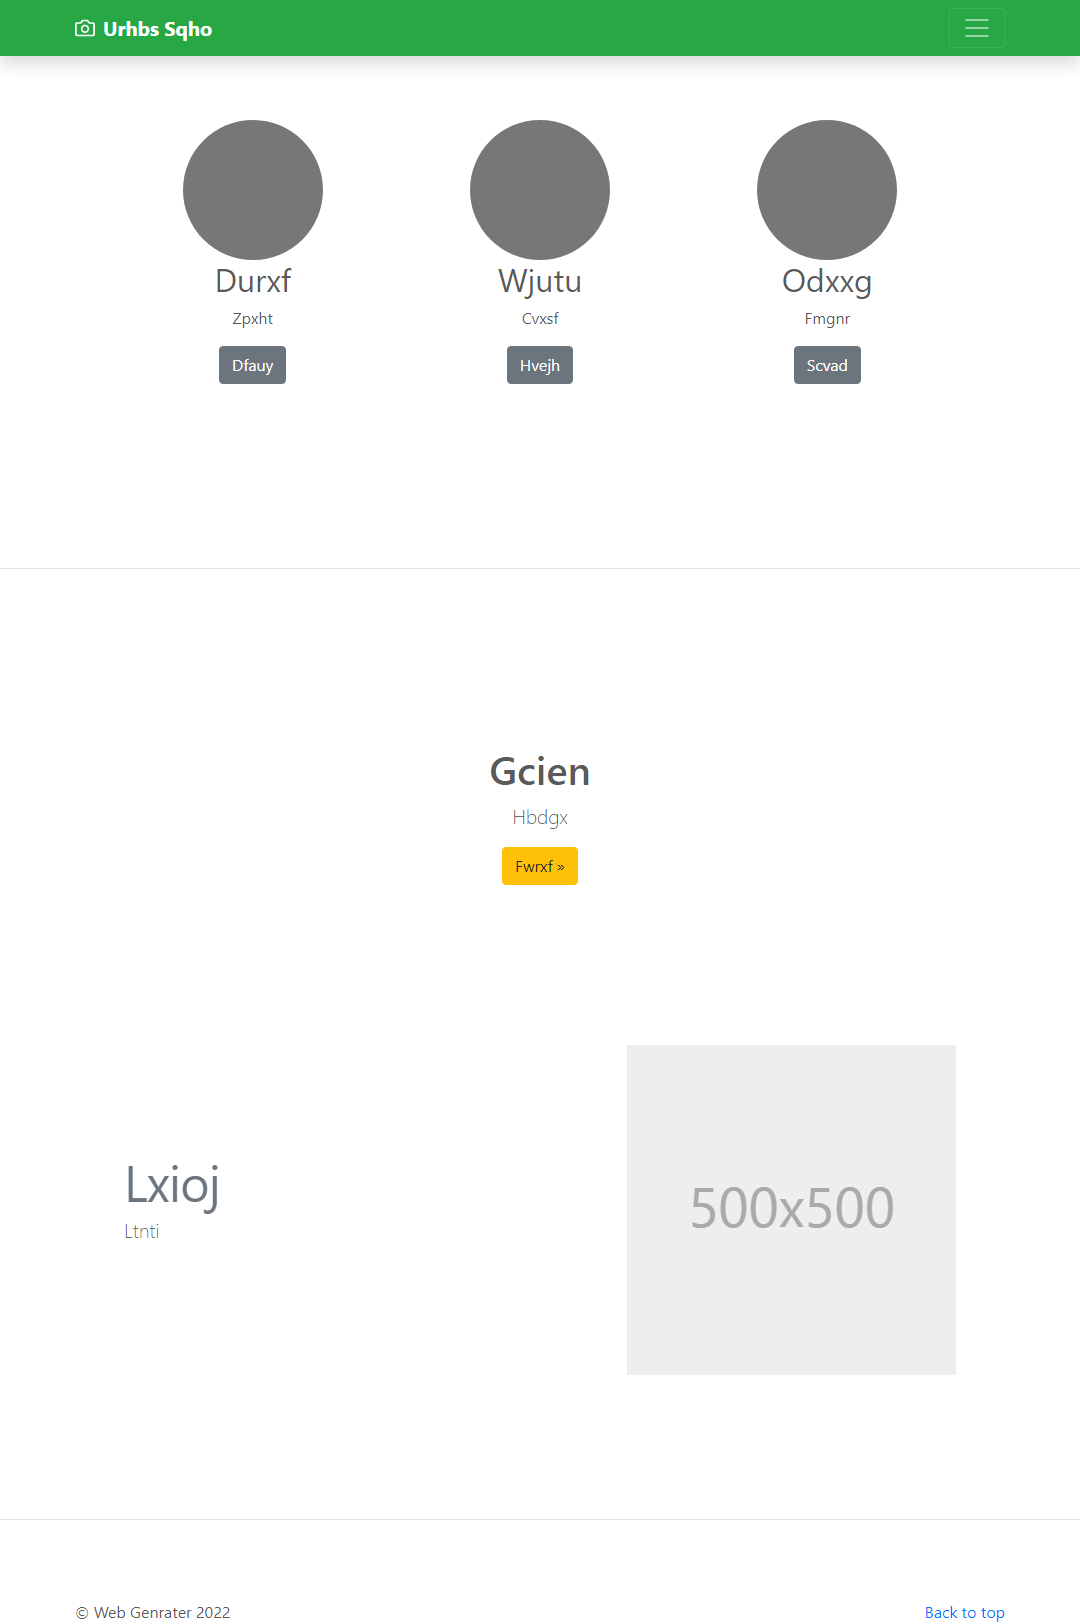 Urhbs Sqho
Durxf
Zpxht
Dfauy
Wjutu
Cvxsf
Hvejh
Odxxg
Fmgnr
Scvad
Gcien
Hbdgx
Fwrxf »
Lxioj
Ltnti
500x500
© Web Genrater 2022
Back to top